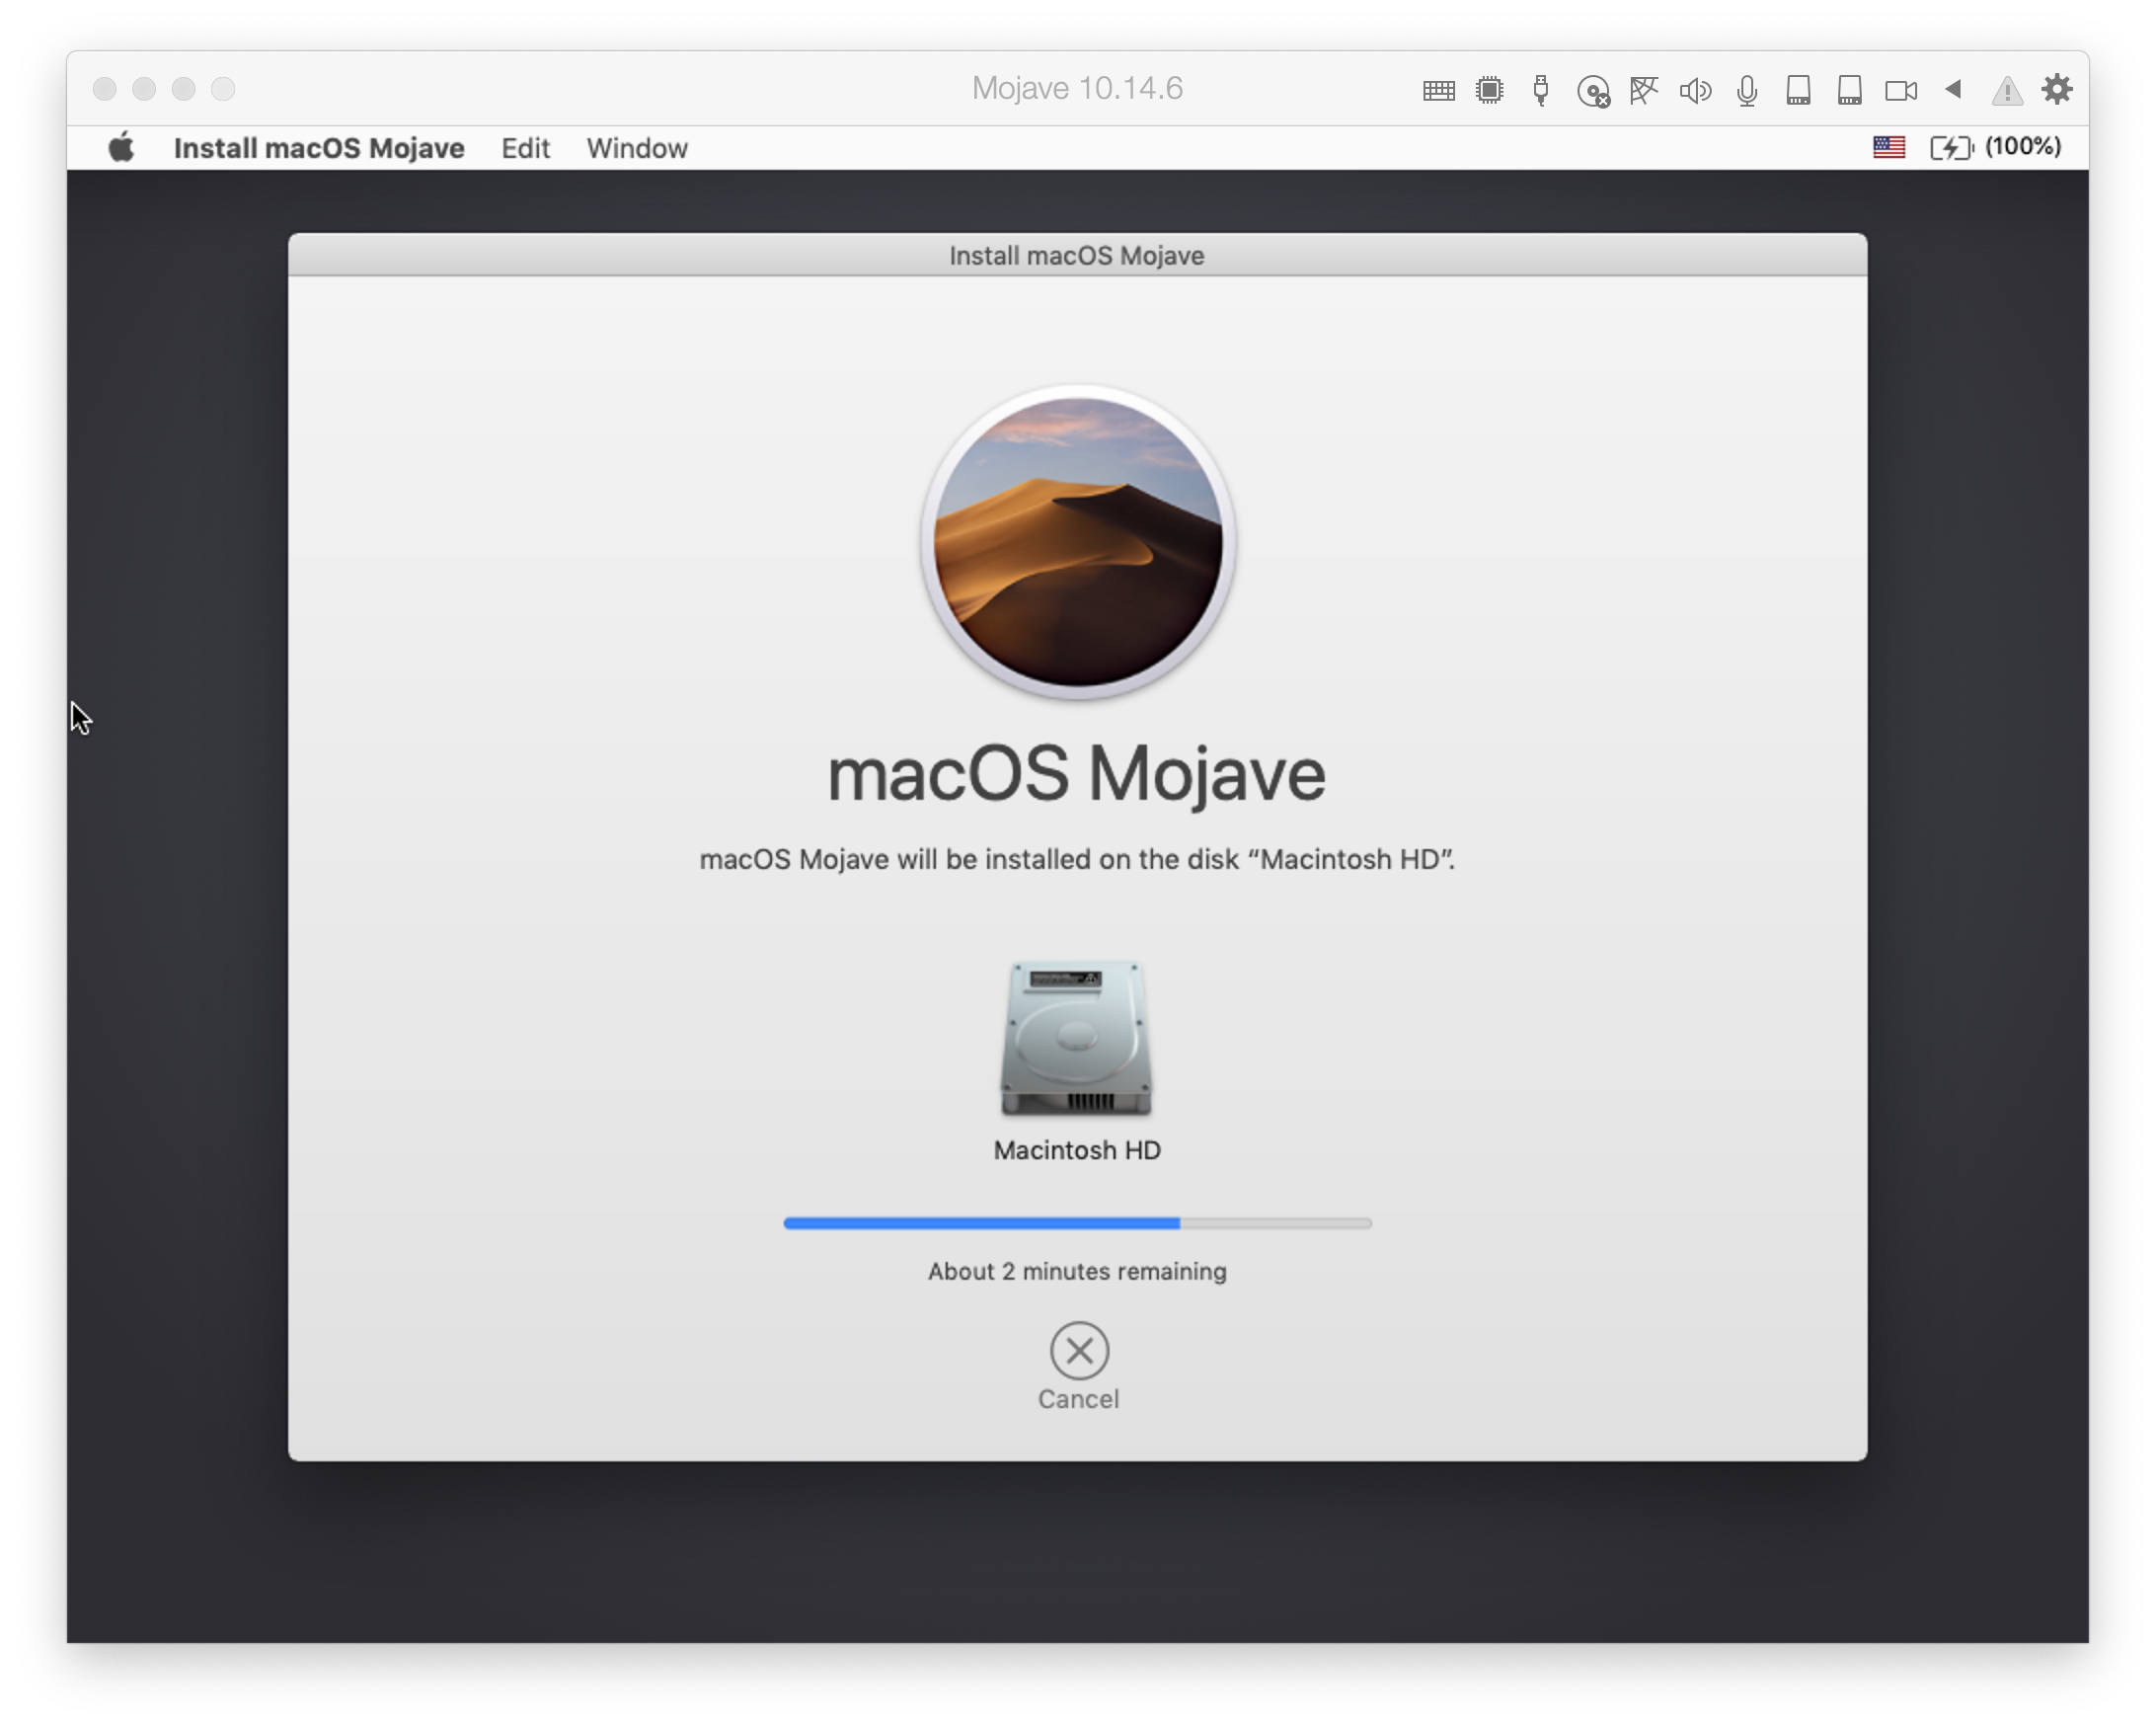 Mojave 10.14.6
Install macOS Mojave Edit Window (100%)
Install macOS Mojave
macOS Mojave
macOS Mojave will be installed on the disk “Macintosh HD”.
Macintosh HD
About 2 minutes remaining
Cancel